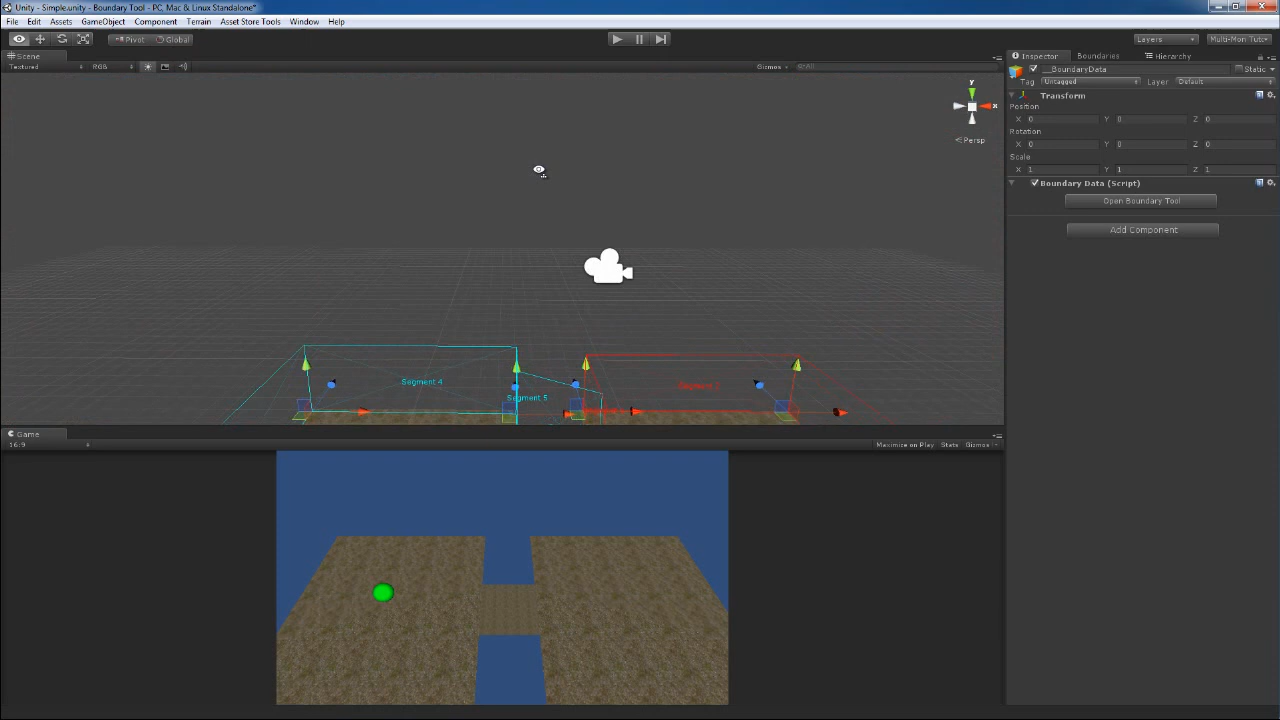 Unity - Simple.unity - Boundary Tool - PC, Mac & Linux Standalone*
File Edit Assets GameObject Component Terrain Asset Store Tools Window Help
Pivot Global
Layers
Scene
Textured RGB Gizmos
y
x
Persp
Segment 4
Segment 5
Game
16:9 Maximize on Play Stats Gizmos
Inspector Boundaries Hierarchy
__BoundaryData Static
Tag Untagged Layer Default
Transform
Position
X 0 Y 0 Z 0
Rotation
X 0 Y 0 Z 0
Scale
X 1 Y 1 Z 1
Boundary Data (Script)
Open Boundary Tool
Add Component